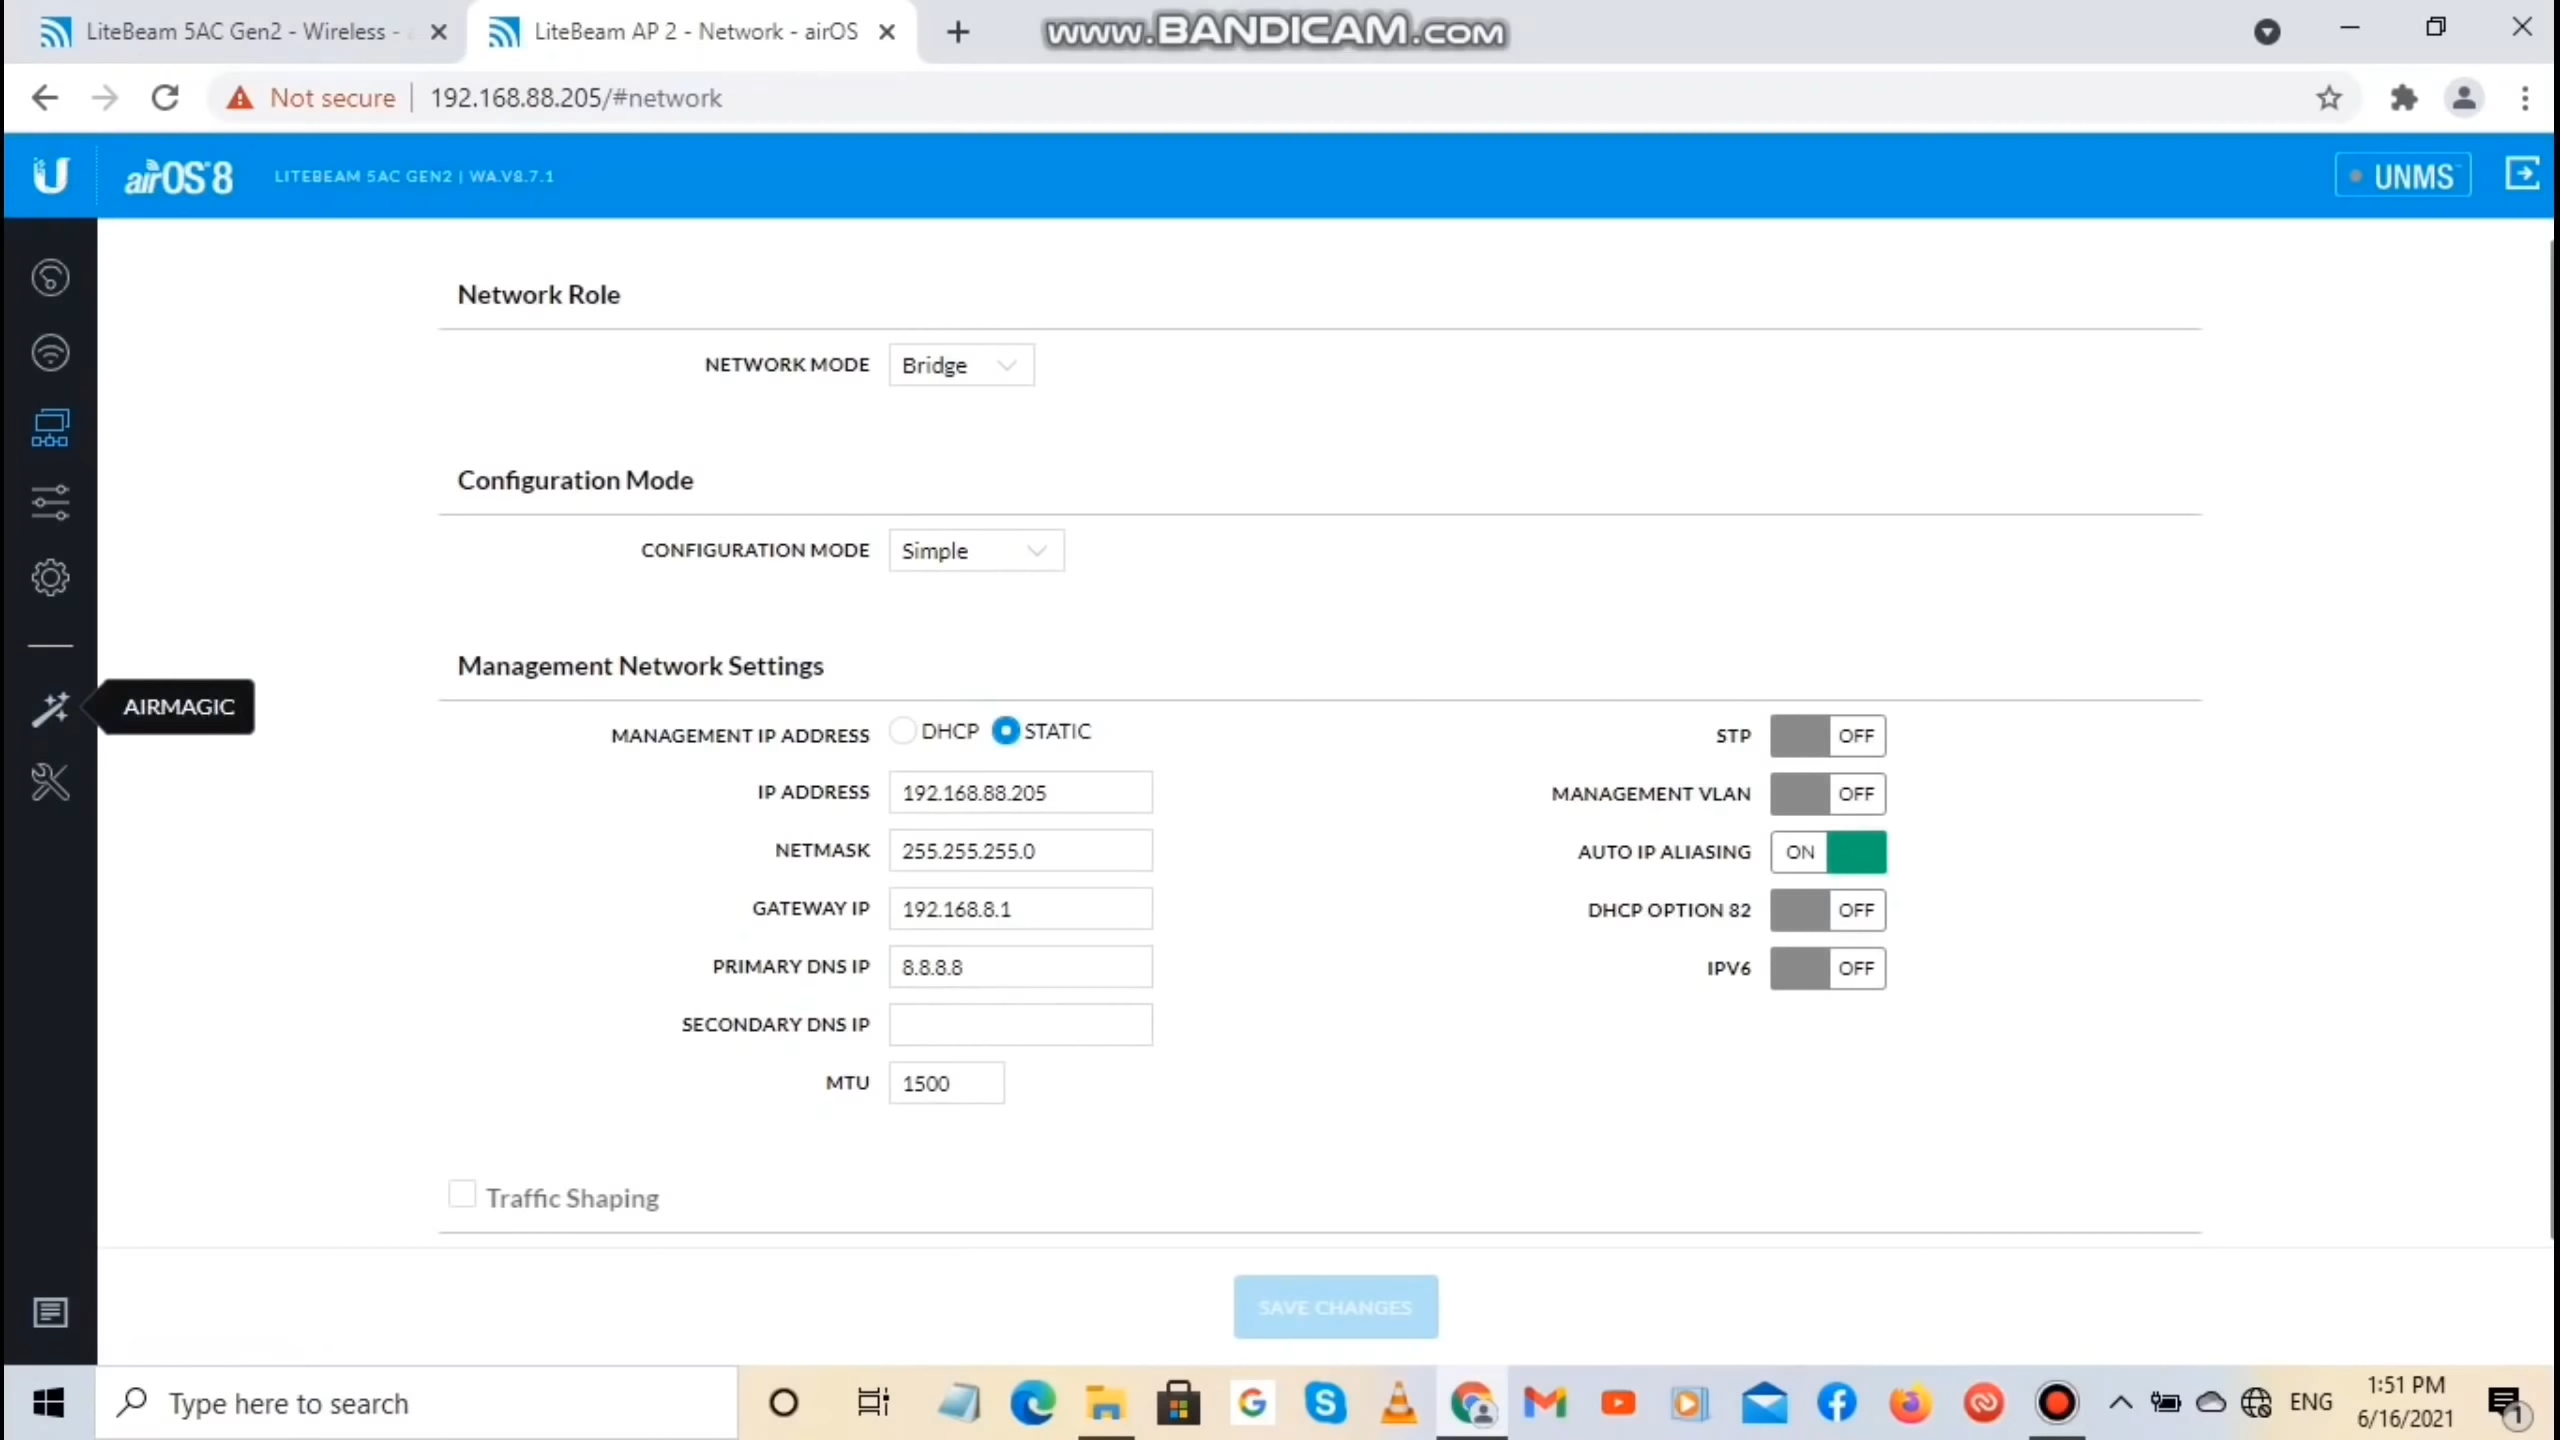 LiteBeam 5AC Gen2 - Wireless - a
LiteBeam AP 2 - Network - airOS
www.BANDICAM.com
Not secure
192.168.88.205/#network
airOS 8
LITEBEAM 5AC GEN2 | WA.V8.7.1
UNMS
Network Role
NETWORK MODE
Bridge
Configuration Mode
CONFIGURATION MODE
Simple
Management Network Settings
AIRMAGIC
MANAGEMENT IP ADDRESS
DHCP
STATIC
STP
OFF
IP ADDRESS
192.168.88.205
MANAGEMENT VLAN
OFF
NETMASK
255.255.255.0
AUTO IP ALIASING
ON
GATEWAY IP
192.168.8.1
DHCP OPTION 82
OFF
PRIMARY DNS IP
8.8.8.8
IPV6
OFF
SECONDARY DNS IP
MTU
1500
Traffic Shaping
SAVE CHANGES
Type here to search
ENG
1:51 PM
6/16/2021
1